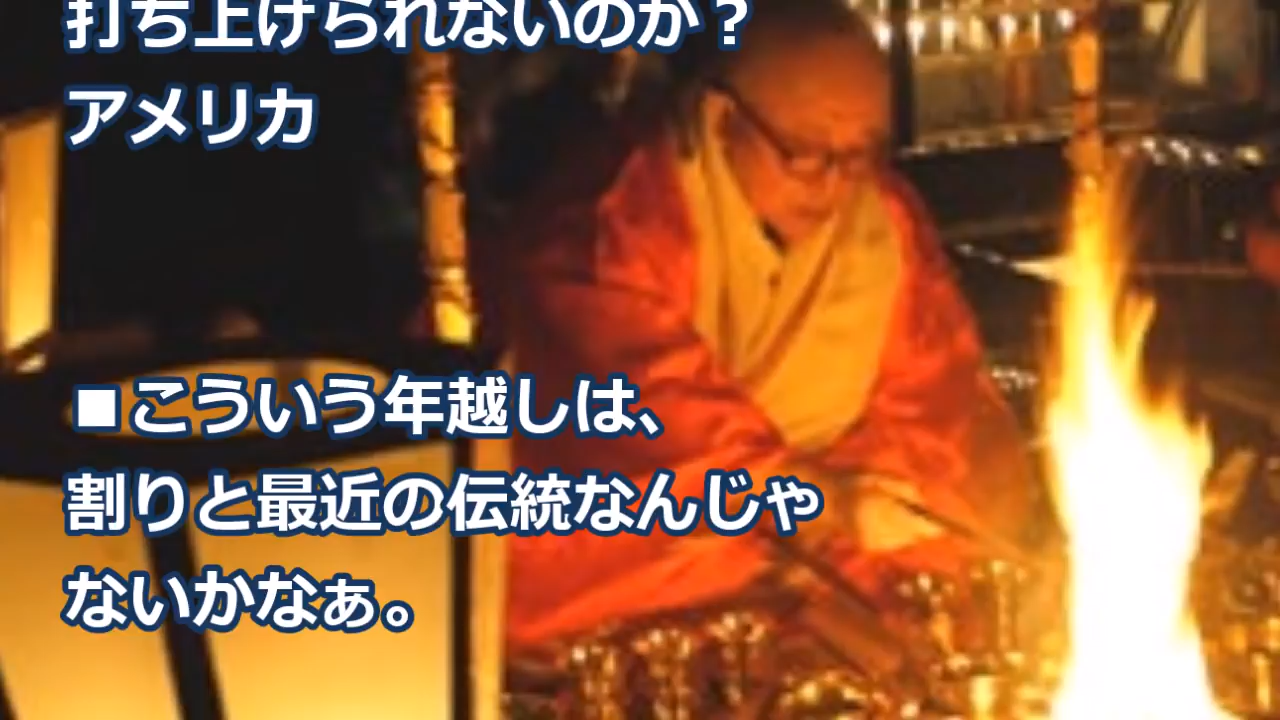 打ち上げられないのか？
アメリカ
■こういう年越しは、
割りと最近の伝統なんじゃ
ないかなぁ。